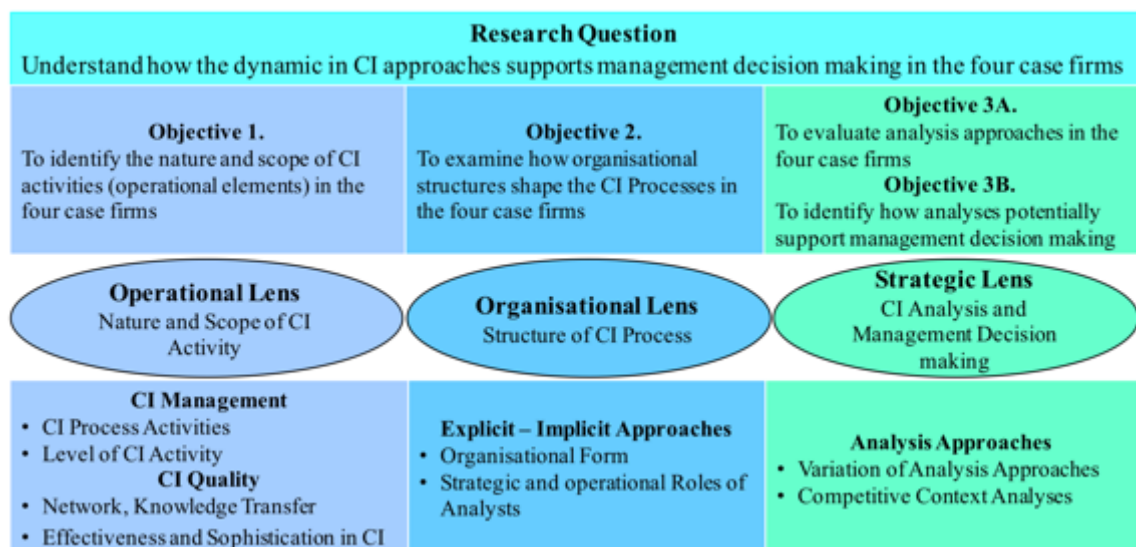 Research Question
Understand how the dynamic in CI approaches supports management decision making in the four case firms
Objective 1.
To identify the nature and scope of CI
activities (operational elements) in the
four case firms
Objective 2.
To examine how organisational
structures shape the CI Processes in
the four case firms
Objective 3A.
To evaluate analysis approaches in the
four case firms
Objective 3B.
To identify how analyses potentially
support management decision making
Operational Lens
Nature and Scope of CI
Activity
Organisational Lens
Structure of CI Process
Strategic Lens
CI Analysis and
Management Decision
making
CI Management
• CI Process Activities
• Level of CI Activity
CI Quality
• Network, Knowledge Transfer
• Effectiveness and Sophistication in CI
Explicit – Implicit Approaches
• Organisational Form
• Strategic and operational Roles of
Analysts
Analysis Approaches
• Variation of Analysis Approaches
• Competitive Context Analyses